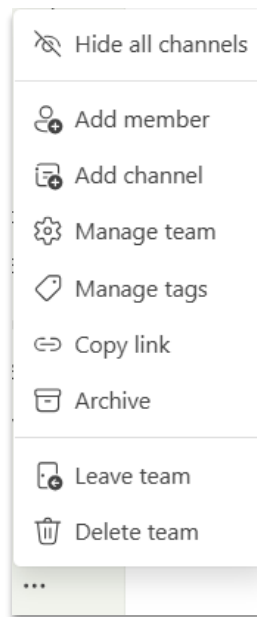 Hide all channels
Add member
Add channel
Manage team
Manage tags
Copy link
Archive
Leave team
Delete team